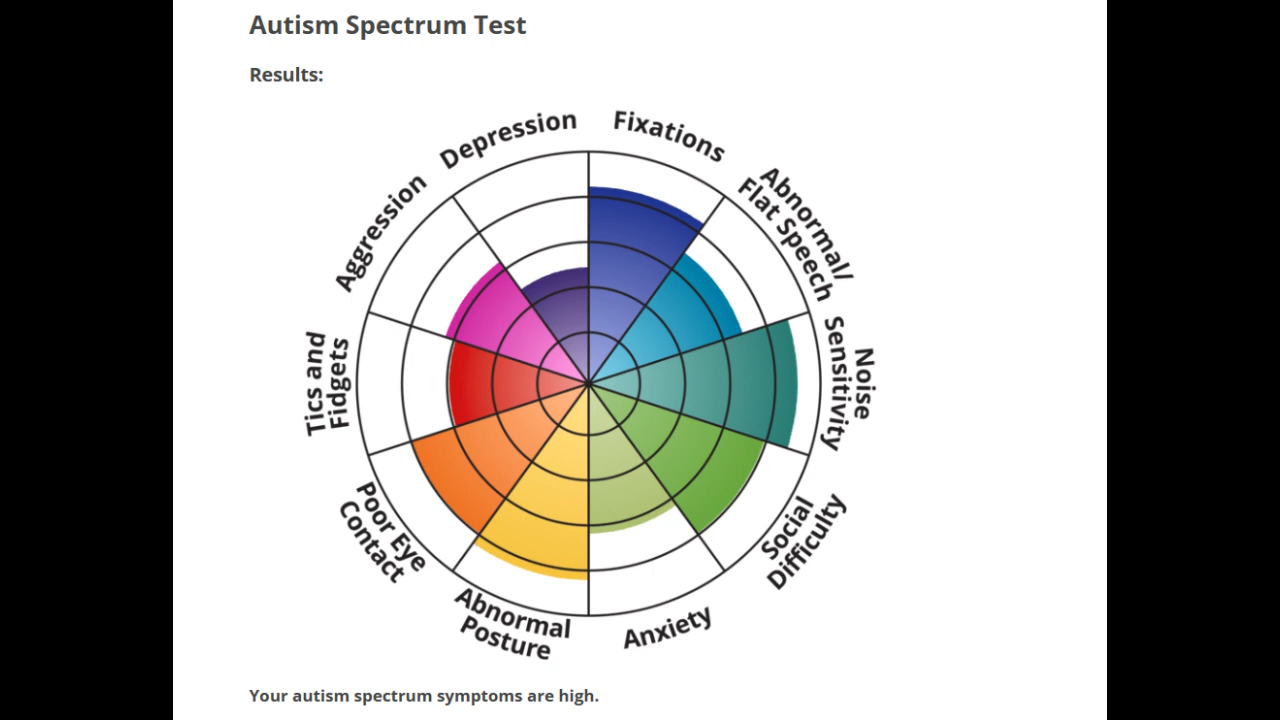 Autism Spectrum Test
Results:
Depression
Fixations
Abnormal/
Flat Speech
Noise
Sensitivity
Social
Difficulty
Anxiety
Abnormal
Posture
Poor Eye
Contact
Tics and
Fidgets
Aggression
Your autism spectrum symptoms are high.